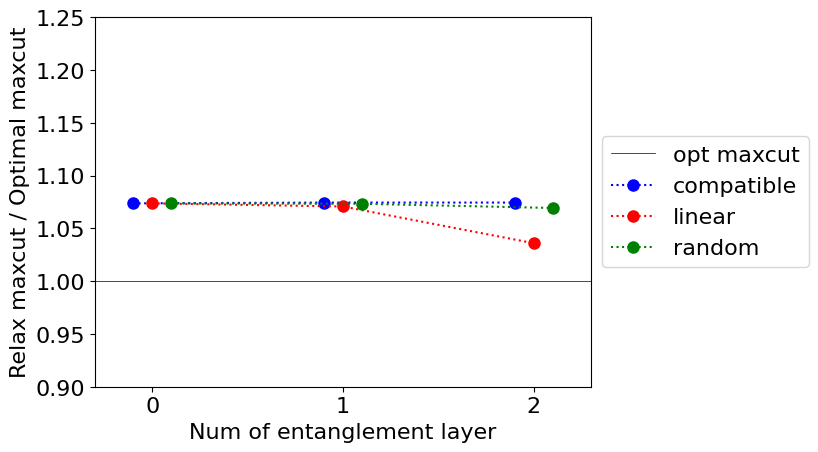 Relax maxcut / Optimal maxcut
1.25
1.20
1.15
1.10
1.05
1.00
0.95
0.90
0
1
2
Num of entanglement layer
opt maxcut
compatible
linear
random